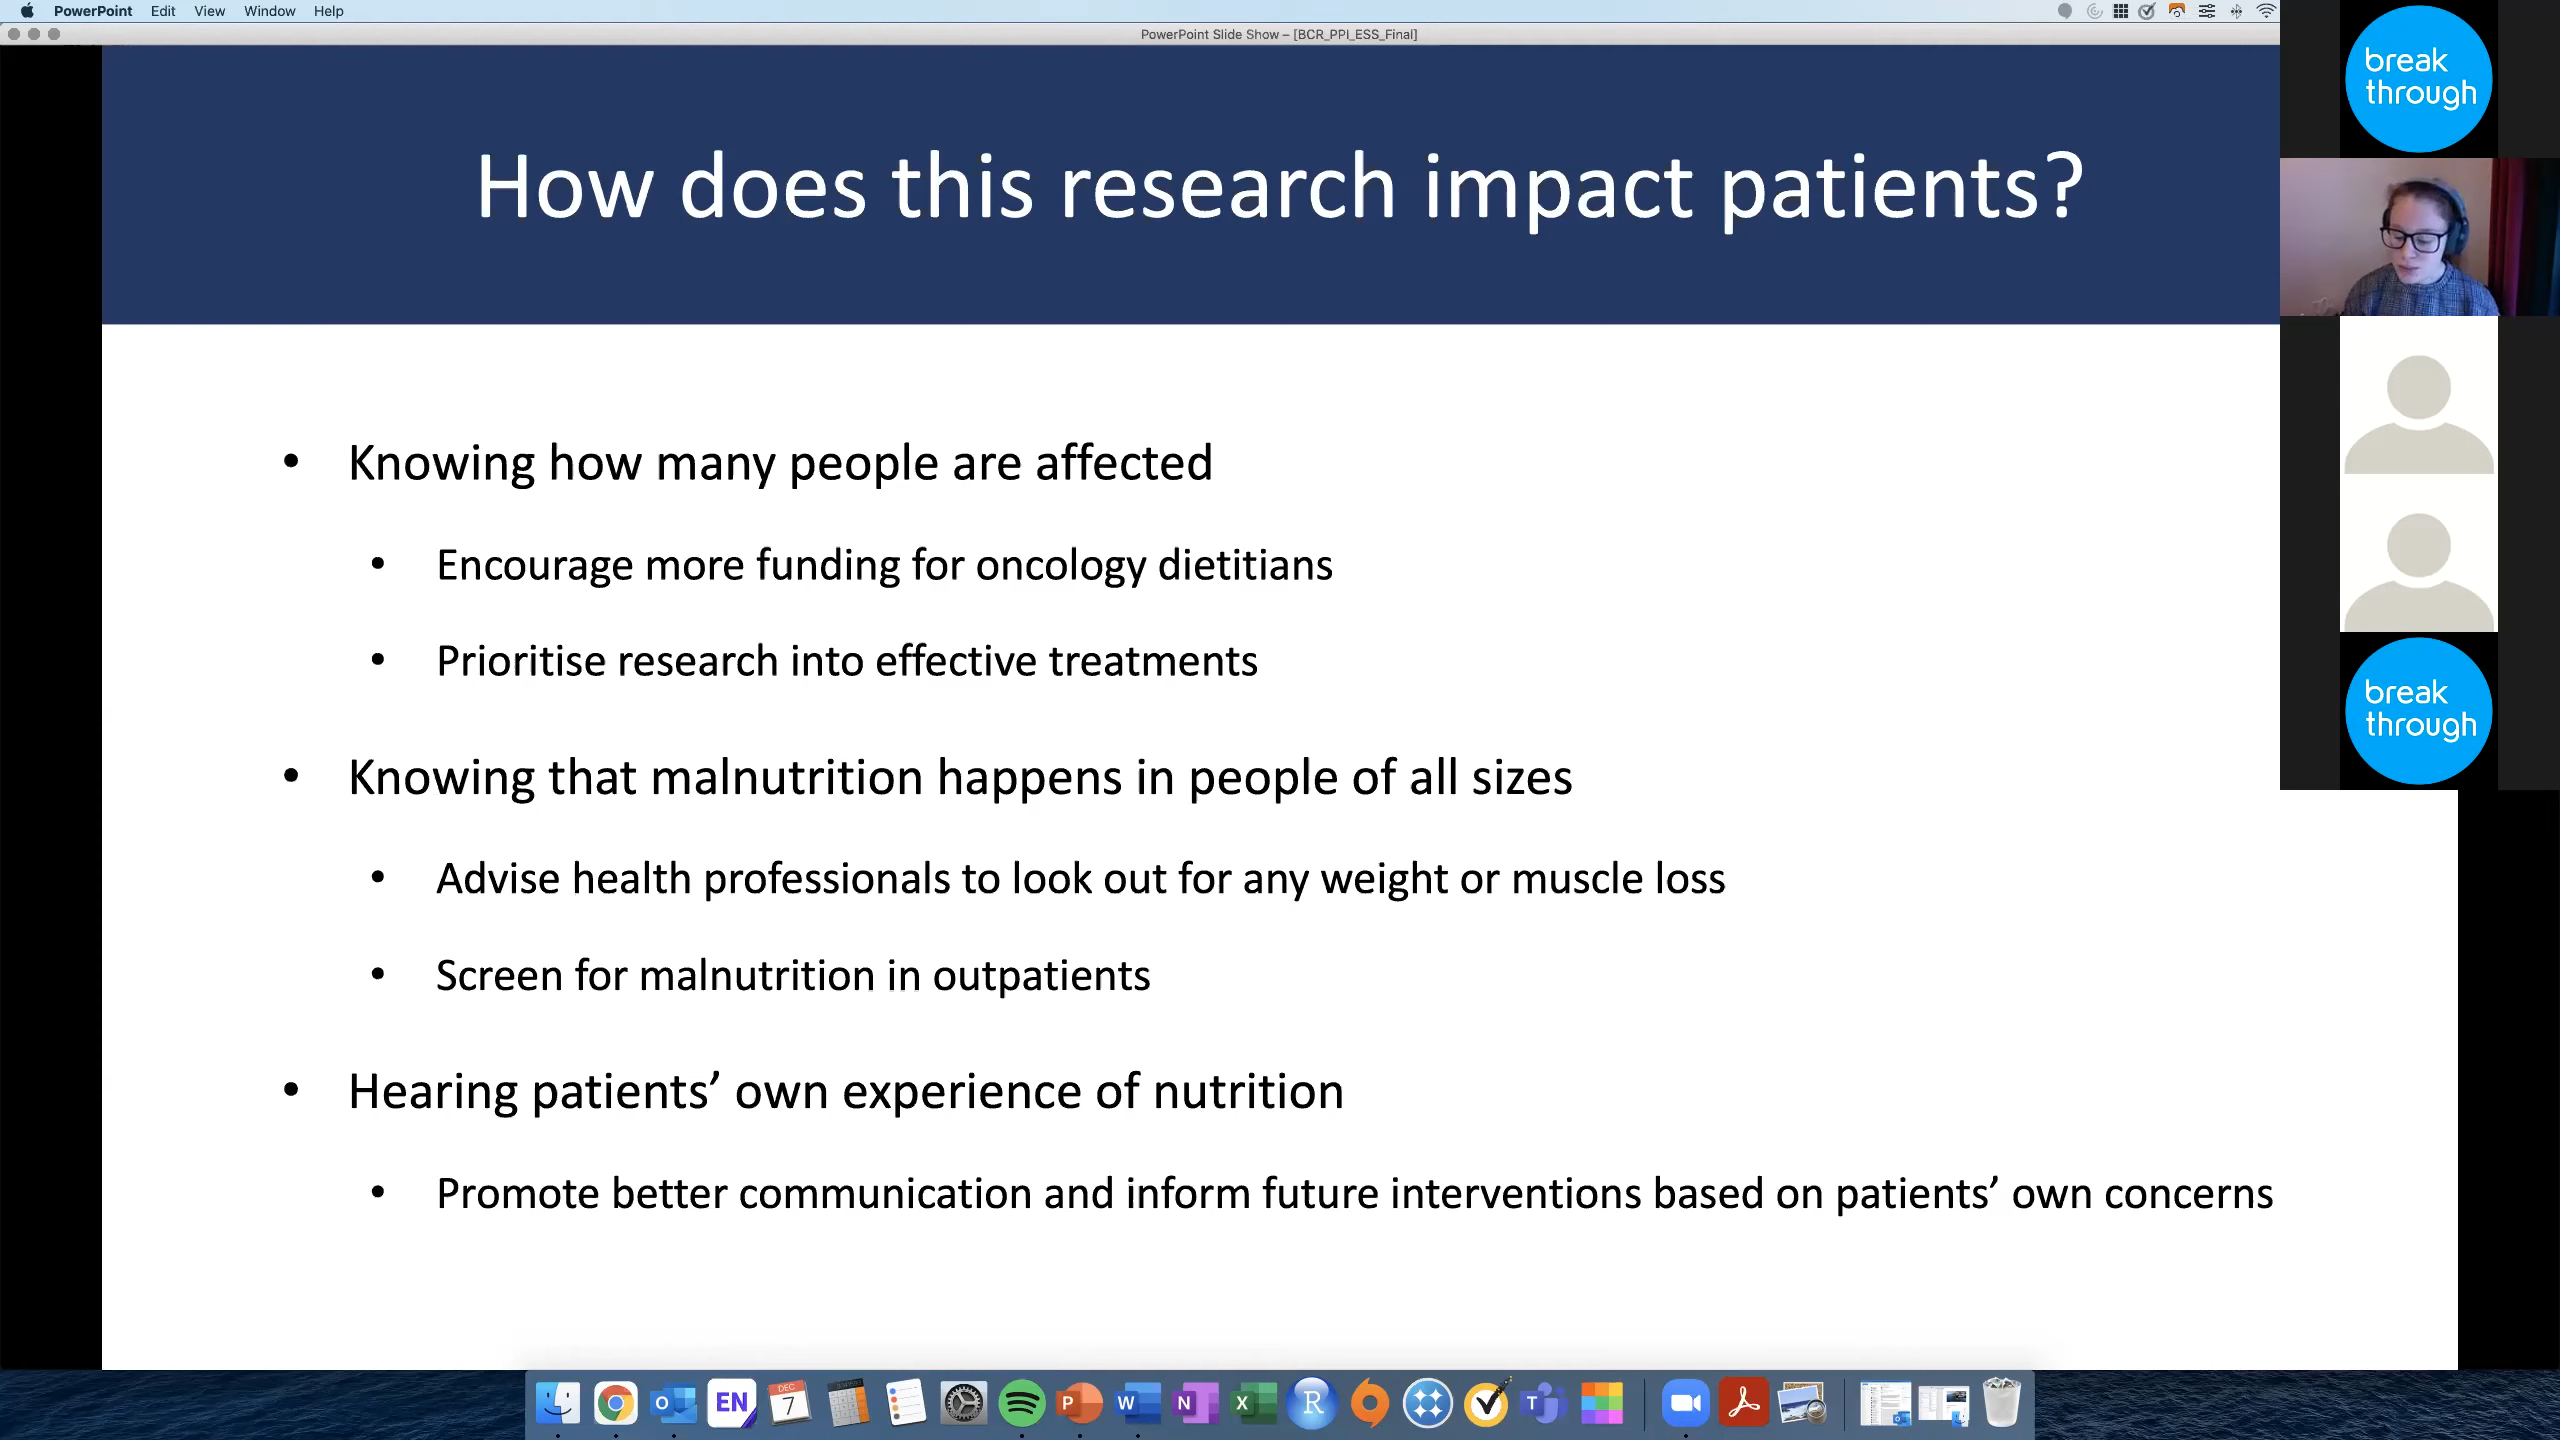 PowerPoint Edit View Window Help
PowerPoint Slide Show – [BCR_PPI_ESS_Final]
How does this research impact patients?
• Knowing how many people are affected
• Encourage more funding for oncology dietitians
• Prioritise research into effective treatments
• Knowing that malnutrition happens in people of all sizes
• Advise health professionals to look out for any weight or muscle loss
• Screen for malnutrition in outpatients
• Hearing patients’ own experience of nutrition
• Promote better communication and inform future interventions based on patients’ own concerns
break
through
break
through
O
EN
DEC
7
P
W
N
X
R
T